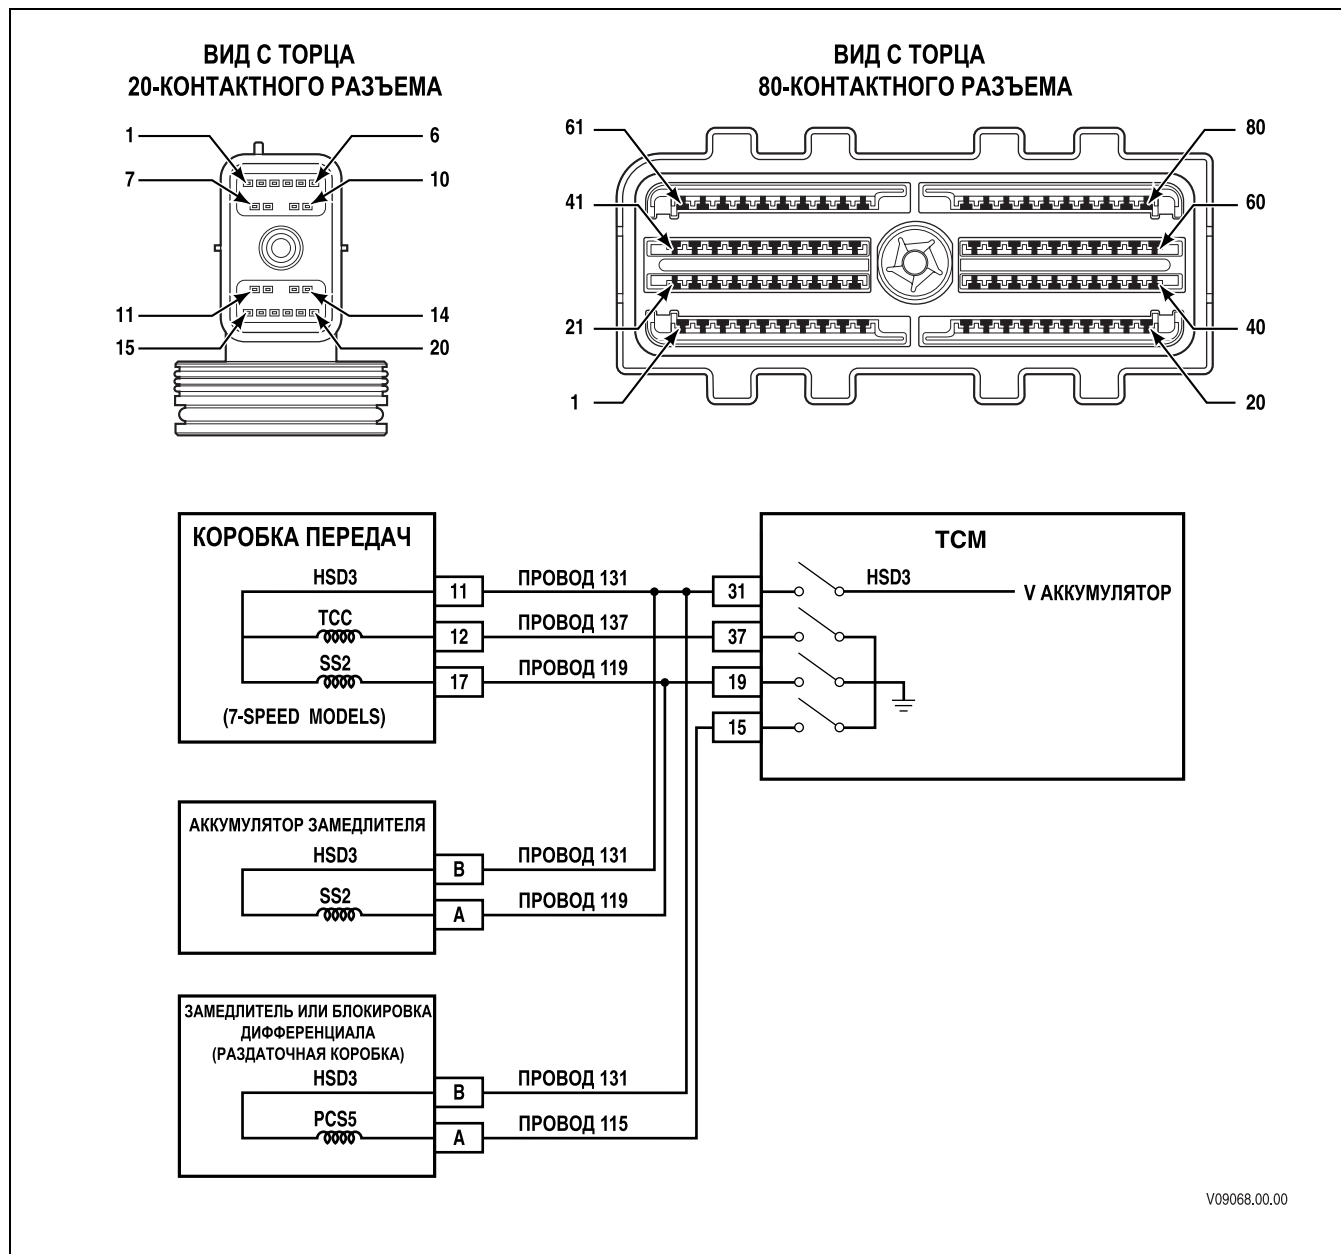 ВИД С ТОРЦА
20-КОНТАКТНОГО РАЗЪЕМА
1
6
7
10
11
14
15
20
ВИД С ТОРЦА
80-КОНТАКТНОГО РАЗЪЕМА
61
80
41
60
21
40
1
20
КОРОБКА ПЕРЕДАЧ
HSD3
11
ПРОВОД 131
TCC
12
ПРОВОД 137
SS2
17
ПРОВОД 119
(7-SPEED MODELS)
TCM
31
HSD3
V АККУМУЛЯТОР
37
19
15
АККУМУЛЯТОР ЗАМЕДЛИТЕЛЯ
HSD3
B
ПРОВОД 131
SS2
A
ПРОВОД 119
ЗАМЕДЛИТЕЛЬ ИЛИ БЛОКИРОВКА
ДИФФЕРЕНЦИАЛА
(РАЗДАТОЧНАЯ КОРОБКА)
HSD3
B
ПРОВОД 131
PCS5
A
ПРОВОД 115
V09068.00.00